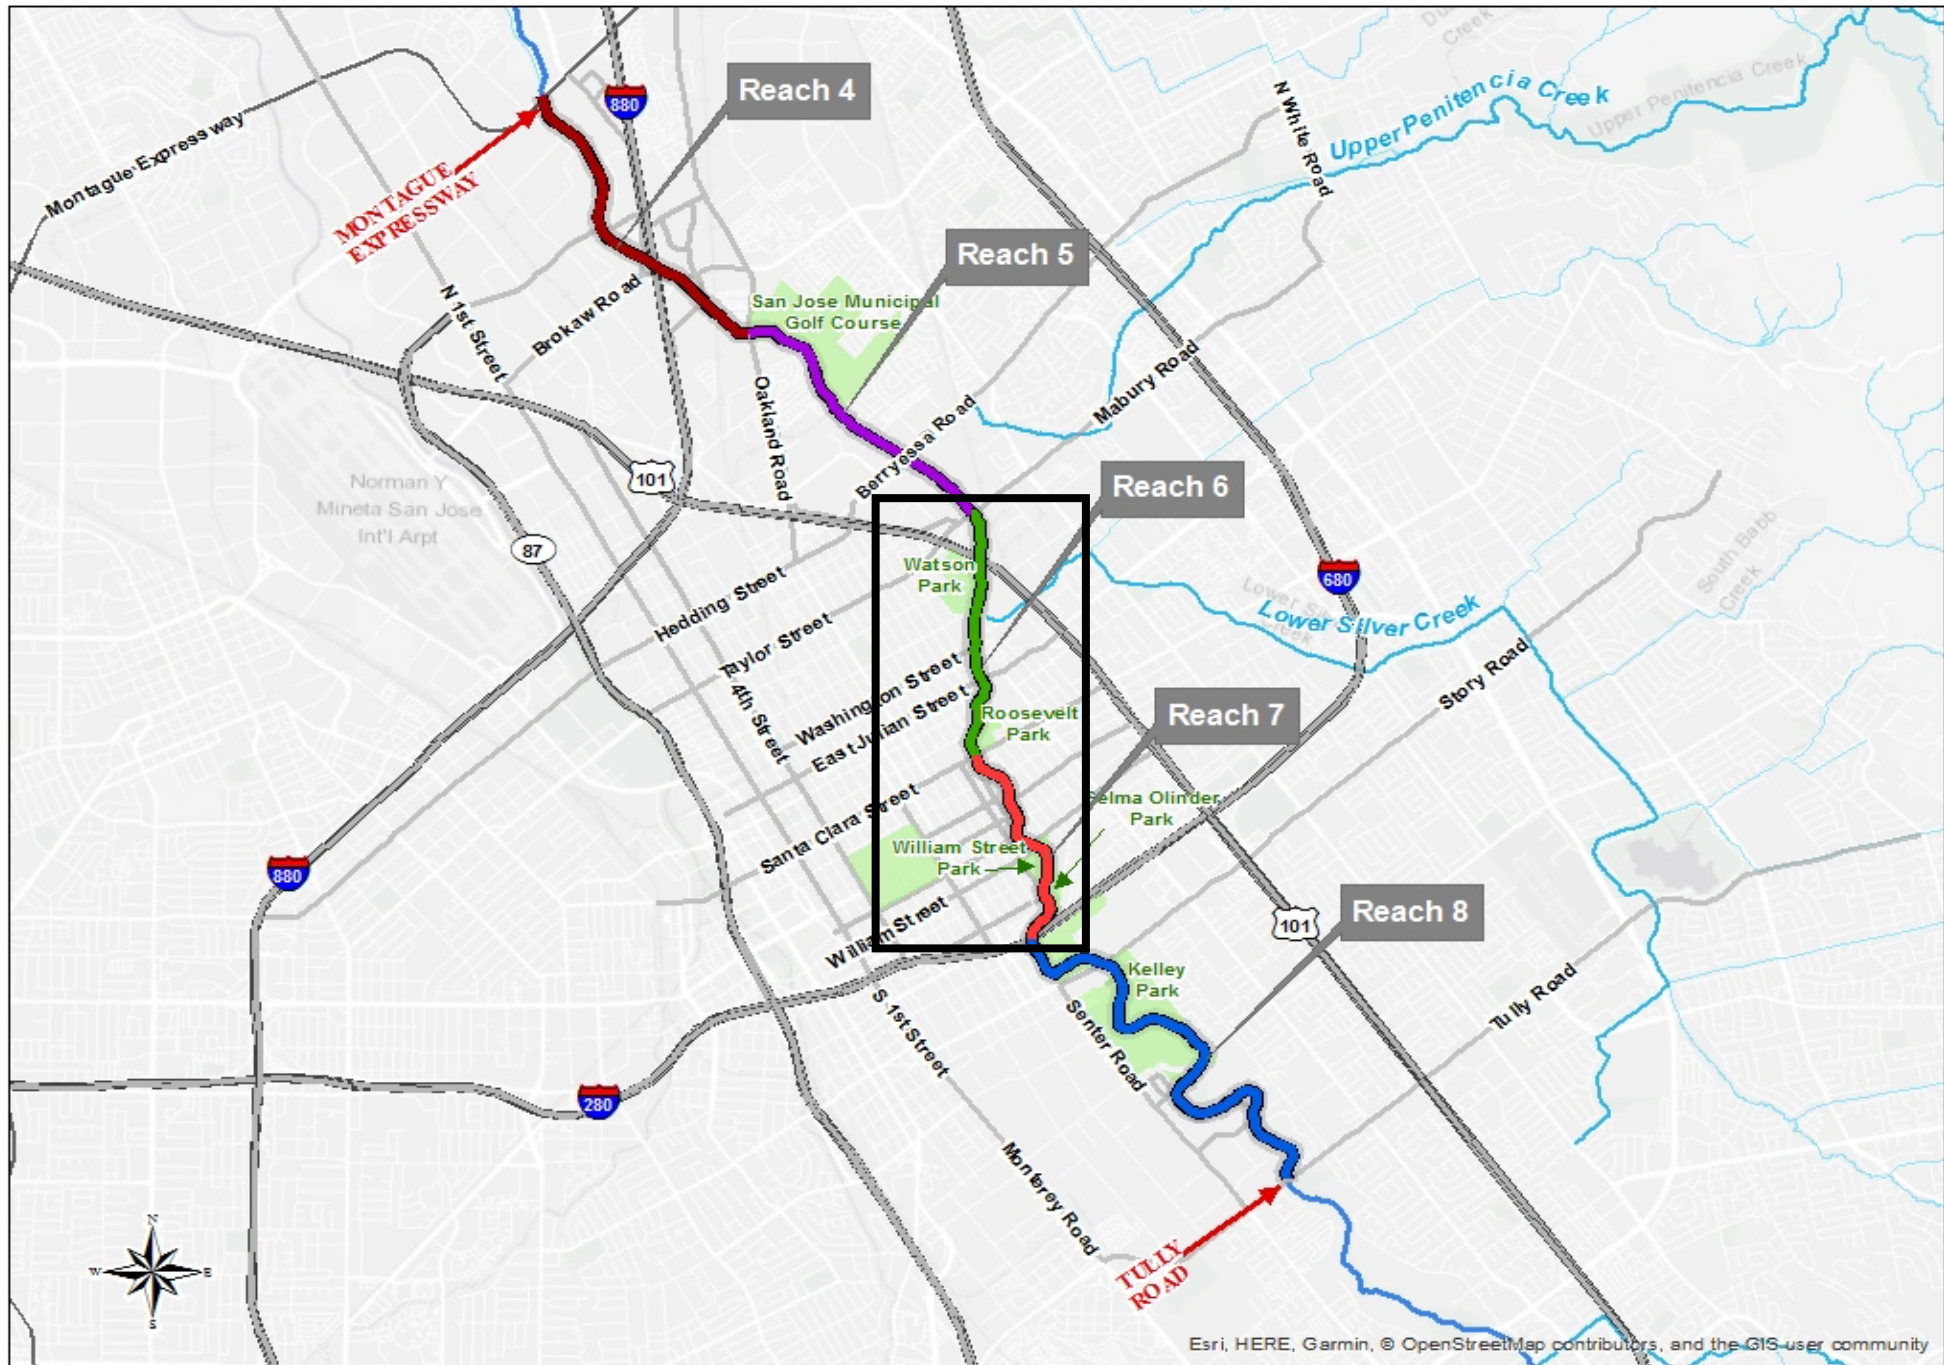 Reach 4
880
Montague Expressway
MONTAGUE
EXPRESSWAY
N White Road
Upper Penitencia Creek
Upper Penitencia Creek
Creek
Reach 5
San Jose Municipal
Golf Course
N 1st Street
Brokaw Road
Oakland Road
Berryessa Road
Mabury Road
101
Norman Y
Mineta San Jose
Int'l Arpt
87
Reach 6
Watson
Park
Hedding Street
Taylor Street
680
South Babb
Creek
Lower Silver Creek
Creek
Washington Street
East Julian Street
N 4th Street
Roosevelt
Park
Reach 7
Story Road
Selma Olinder
Park
Santa Clara Street
William Street
Park
880
William Street
101
Reach 8
Kelley
Park
Tully Road
S 1st Street
Senter Road
280
Monterey Road
TULLY
ROAD
N
W
E
S
Esri, HERE, Garmin, © OpenStreetMap contributors, and the GIS user community